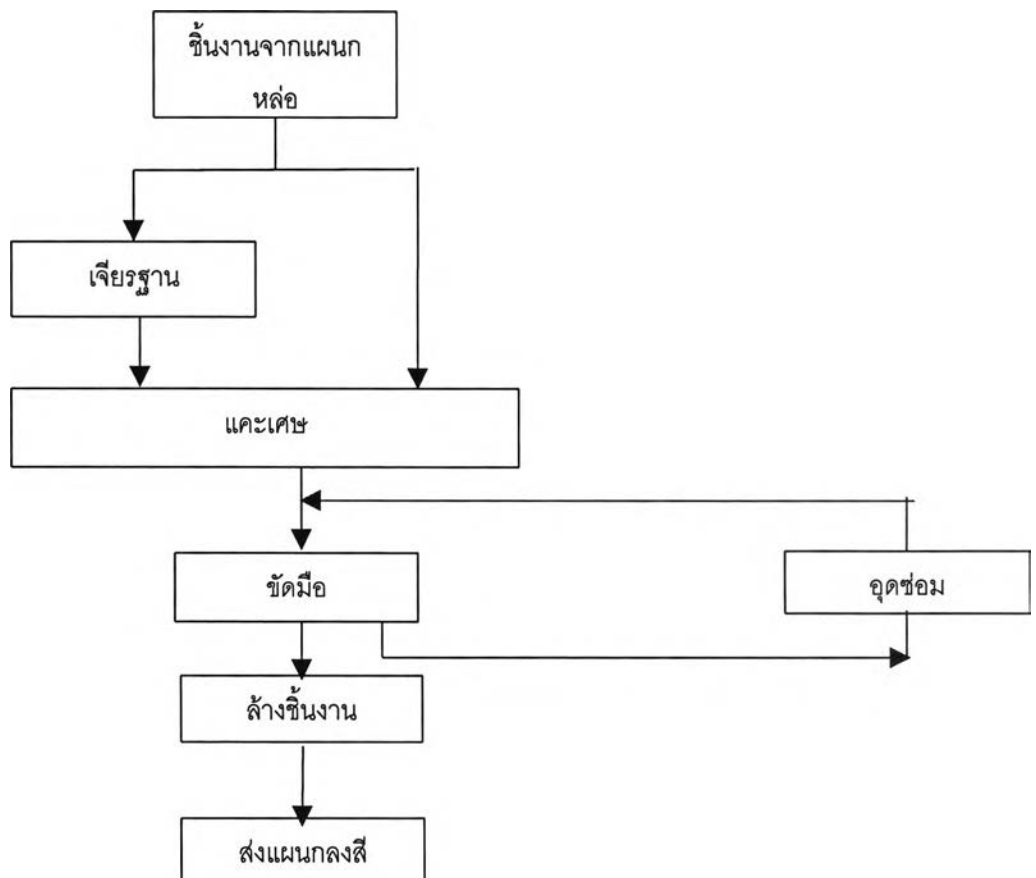 ชิ้นงานจากแผนก
หล่อ
เจียรฐาน
แคะเศษ
ขัดมือ
อุดซ่อม
ล้างชิ้นงาน
ส่งแผนกลงสี